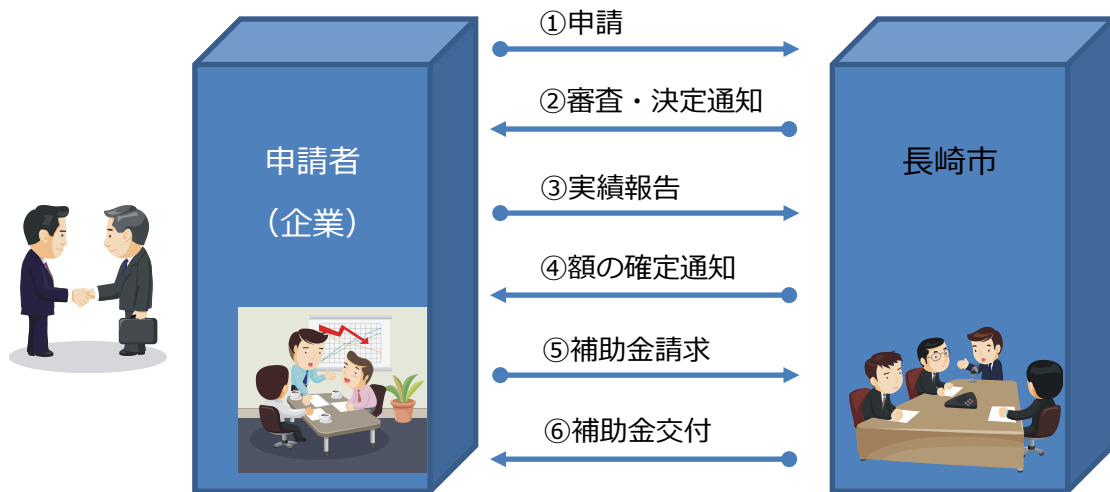 ①申請
②審査・決定通知
申請者
（企業）
長崎市
③実績報告
④額の確定通知
⑤補助金請求
⑥補助金交付